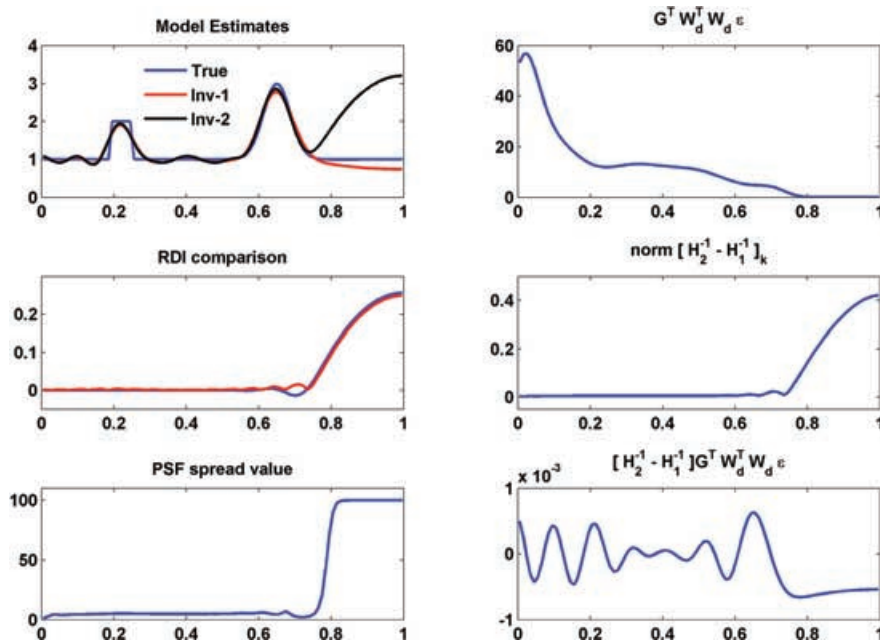 Model Estimates
4
3
2
1
0
True
Inv-1
Inv-2
0 0.2 0.4 0.6 0.8 1
G^T W_d^T W_d ε
60
40
20
0
0 0.2 0.4 0.6 0.8 1
RDI comparison
0.2
0.1
0
0 0.2 0.4 0.6 0.8 1
norm [ H_2^-1 - H_1^-1 ]_k
0.4
0.2
0
0 0.2 0.4 0.6 0.8 1
PSF spread value
100
50
0
0 0.2 0.4 0.6 0.8 1
[ H_2^-1 - H_1^-1 ]G^T W_d^T W_d ε
x 10^-3
1
0
-1
0 0.2 0.4 0.6 0.8 1